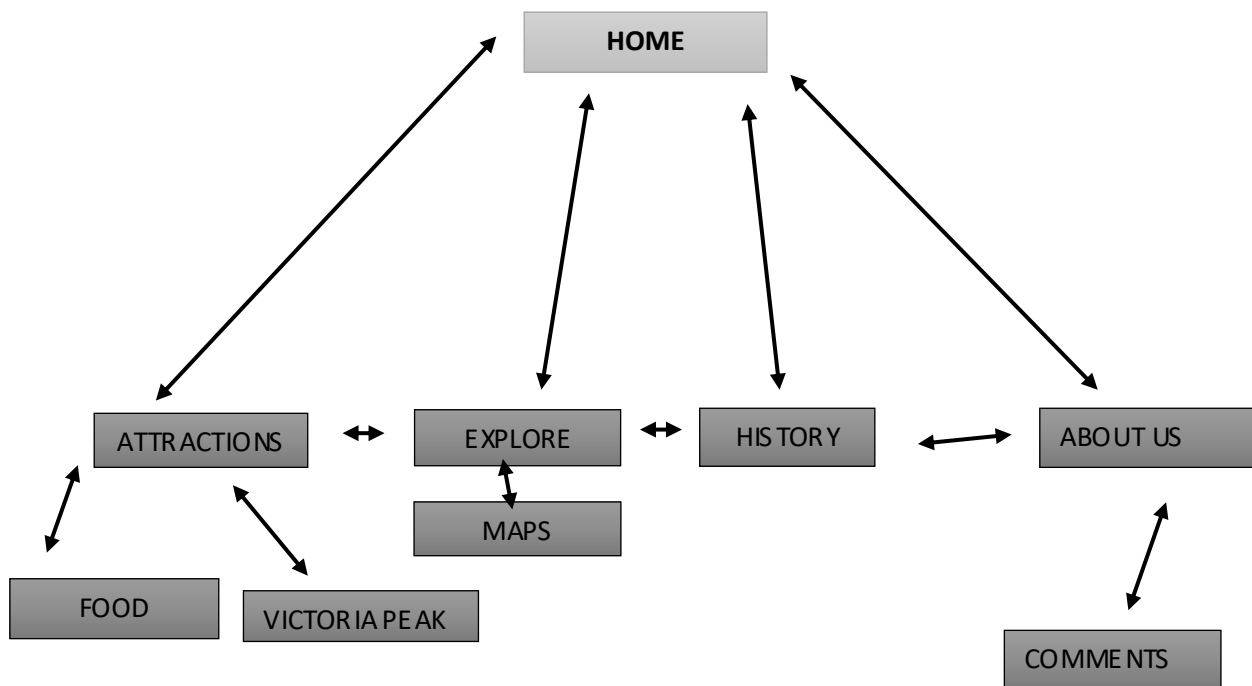 HOME
ATTRACTIONS
EXPLORE
HISTORY
ABOUT US
MAPS
FOOD
VICTORIA PEAK
COMMENTS